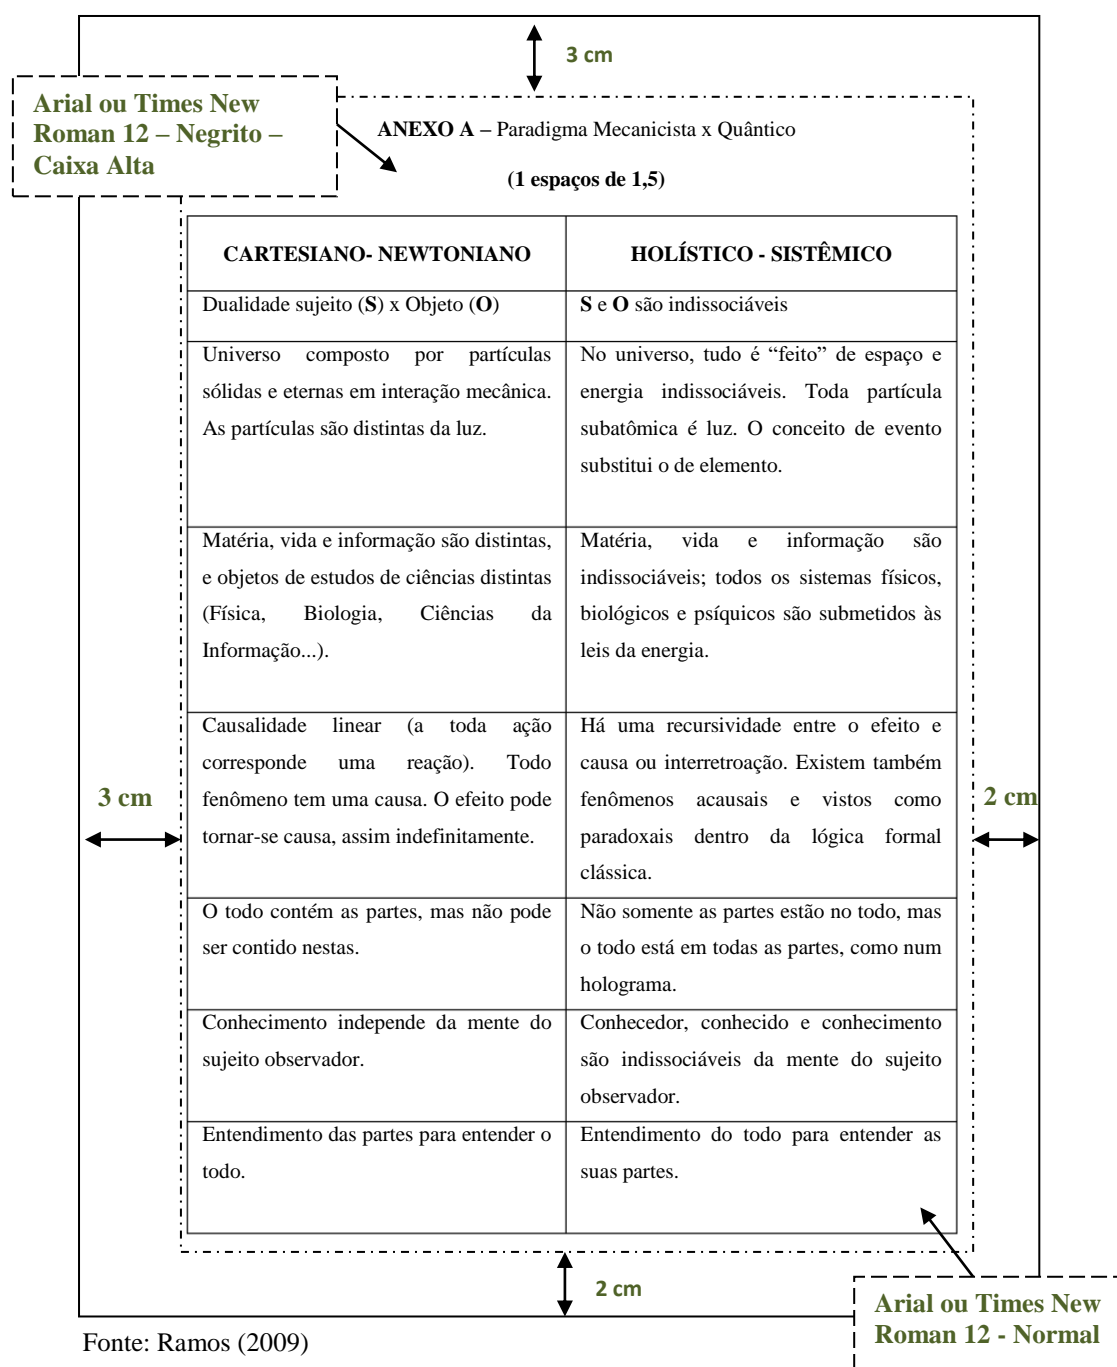 3 cm
Arial ou Times New
Roman 12 – Negrito –
Caixa Alta
ANEXO A – Paradigma Mecanicista x Quântico
(1 espaços de 1,5)
CARTESIANO- NEWTONIANO
HOLÍSTICO - SISTÊMICO
Dualidade sujeito (S) x Objeto (O)
S e O são indissociáveis
Universo composto por partículas
sólidas e eternas em interação mecânica.
As partículas são distintas da luz.
No universo, tudo é “feito” de espaço e
energia indissociáveis. Toda partícula
subatômica é luz. O conceito de evento
substitui o de elemento.
Matéria, vida e informação são distintas,
e objetos de estudos de ciências distintas
(Física, Biologia, Ciências da
Informação...).
Matéria, vida e informação são
indissociáveis; todos os sistemas físicos,
biológicos e psíquicos são submetidos às
leis da energia.
Causalidade linear (a toda ação
corresponde uma reação). Todo
fenômeno tem uma causa. O efeito pode
tornar-se causa, assim indefinitamente.
Há uma recursividade entre o efeito e
causa ou interretroação. Existem também
fenômenos acausais e vistos como
paradoxais dentro da lógica formal
clássica.
3 cm
2 cm
O todo contém as partes, mas não pode
ser contido nestas.
Não somente as partes estão no todo, mas
o todo está em todas as partes, como num
holograma.
Conhecimento independe da mente do
sujeito observador.
Conhecedor, conhecido e conhecimento
são indissociáveis da mente do sujeito
observador.
Entendimento das partes para entender o
todo.
Entendimento do todo para entender as
suas partes.
2 cm
Arial ou Times New
Roman 12 - Normal
Fonte: Ramos (2009)